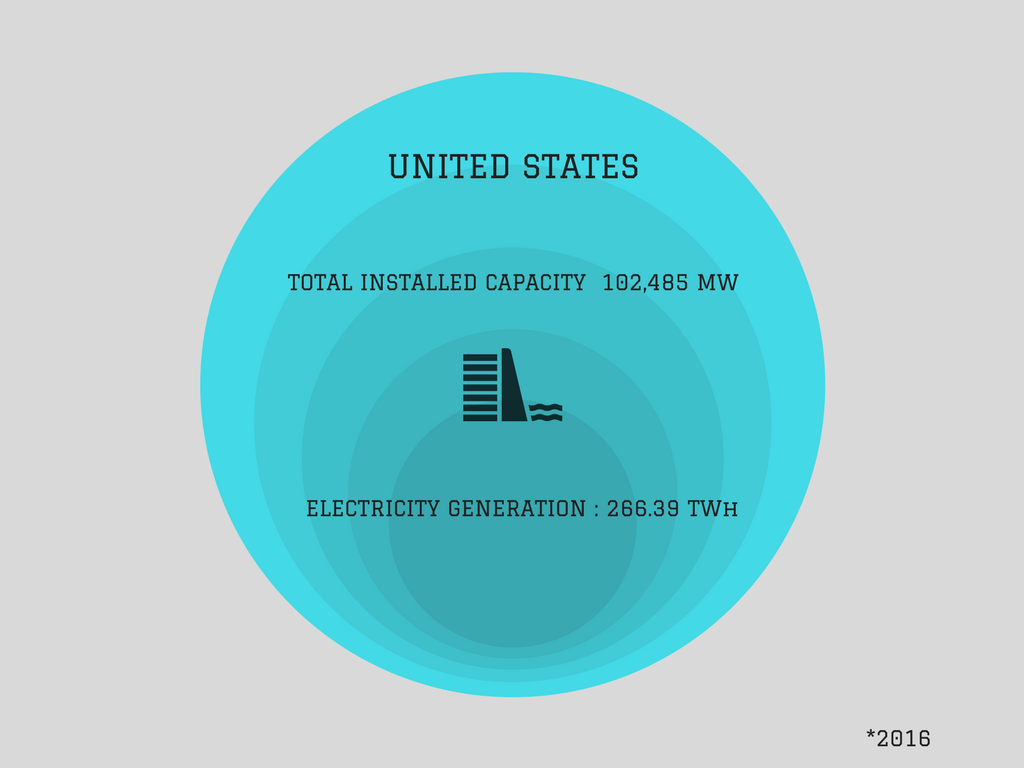 UNITED STATES
TOTAL INSTALLED CAPACITY 102,485 MW
ELECTRICITY GENERATION : 266.39 TWh
*2016